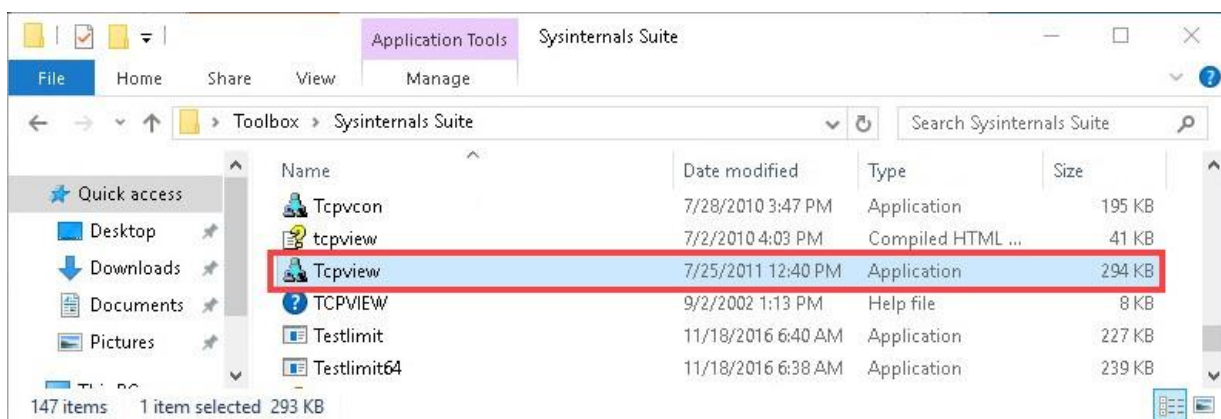 Application Tools Sysinternals Suite
File Home Share View Manage
Toolbox > Sysinternals Suite Search Sysinternals Suite
Name Date modified Type Size
Quick access
Tcpvcon 7/28/2010 3:47 PM Application 195 KB
Desktop tcpview 7/2/2010 4:03 PM Compiled HTML ... 41 KB
Downloads Tcpview 7/25/2011 12:40 PM Application 294 KB
Documents TCPVIEW 9/2/2002 1:13 PM Help file 8 KB
Pictures Testlimit 11/18/2016 6:40 AM Application 227 KB
Testlimit64 11/18/2016 6:38 AM Application 239 KB
147 items 1 item selected 293 KB